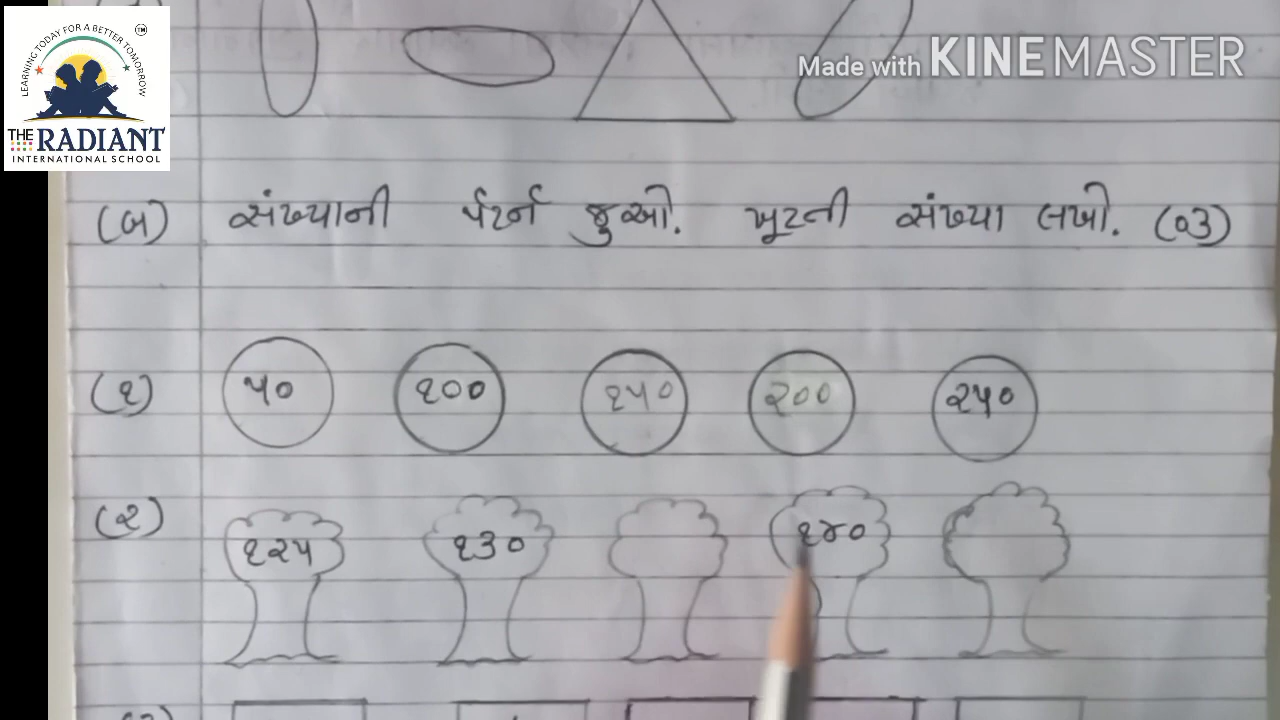 LEARNING TODAY FOR A BETTER TOMORROW
TM
THE RADIANT
INTERNATIONAL SCHOOL
Made with KINEMASTER
(બ) સંખ્યાની પેટર્ન જુઓ. ખૂટતી સંખ્યા લખો. (૦૩)
(૧) ૫૦ ૧૦૦ ૧૫૦ ૨૦૦ ૨૫૦
(૨) ૧૨૫ ૧૩૦ ૧૪૦